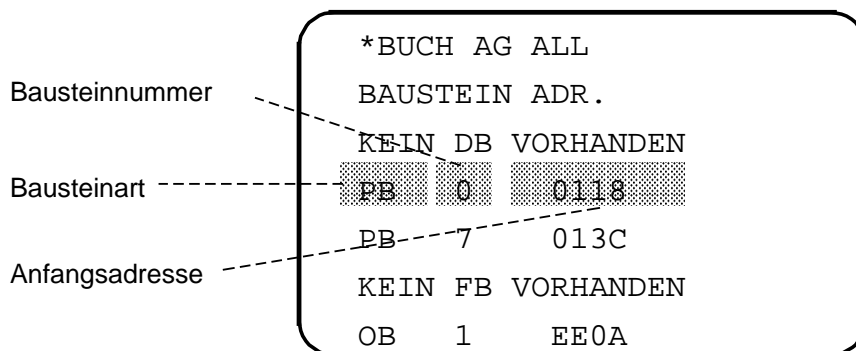 *BUCH AG ALL
Bausteinnummer
BAUSTEIN ADR.
KEIN DB VORHANDEN
Bausteinart
PB 0 0118
PB 7 013C
Anfangsadresse
KEIN FB VORHANDEN
OB 1 EE0A